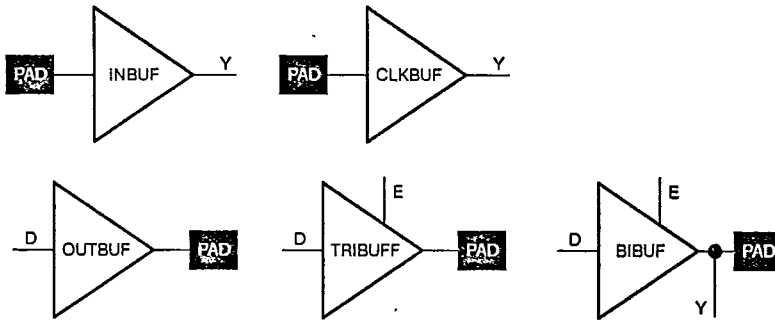 PAD INBUF Y PAD CLKBUF Y
E E
D OUTBUF PAD D TRIBUFF PAD D BIBUF PAD
Y